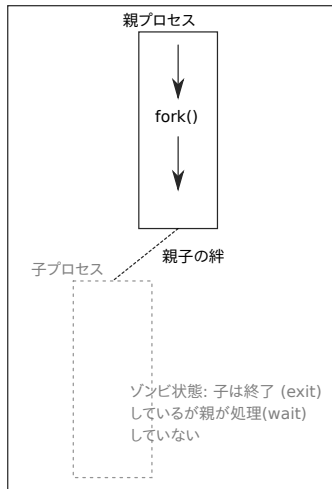 親プロセス
fork()
親子の絆
子プロセス
ゾンビ状態: 子は終了 (exit)
しているが親が処理(wait)
していない